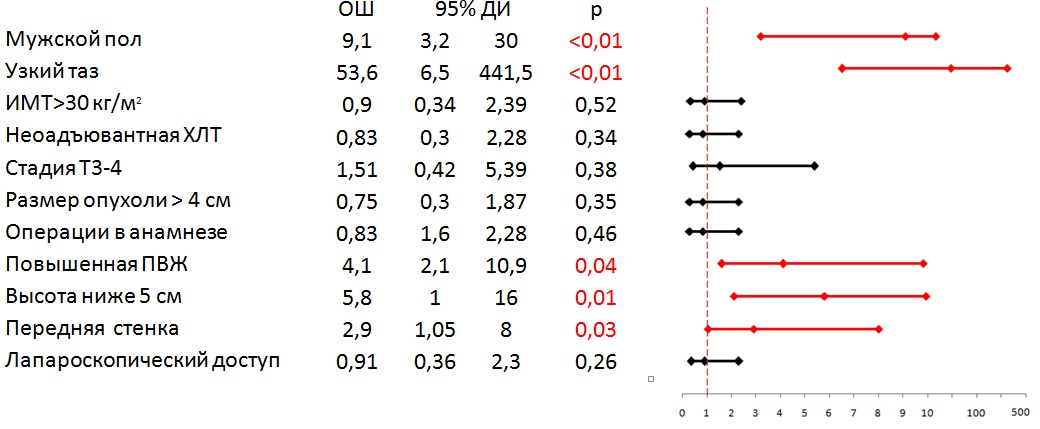 ОШ 95% ДИ р
Мужской пол 9,1 3,2 30 <0,01
Узкий таз 53,6 6,5 441,5 <0,01
ИМТ>30 кг/м² 0,9 0,34 2,39 0,52
Неоадъювантная ХЛТ 0,83 0,3 2,28 0,34
Стадия Т3-4 1,51 0,42 5,39 0,38
Размер опухоли > 4 см 0,75 0,3 1,87 0,35
Операции в анамнезе 0,83 1,6 2,28 0,46
Повышенная ПВЖ 4,1 2,1 10,9 0,04
Высота ниже 5 см 5,8 1 16 0,01
Передняя стенка 2,9 1,05 8 0,03
Лапароскопический доступ 0,91 0,36 2,3 0,26
0 1 2 3 4 5 6 7 8 9 10 100 500